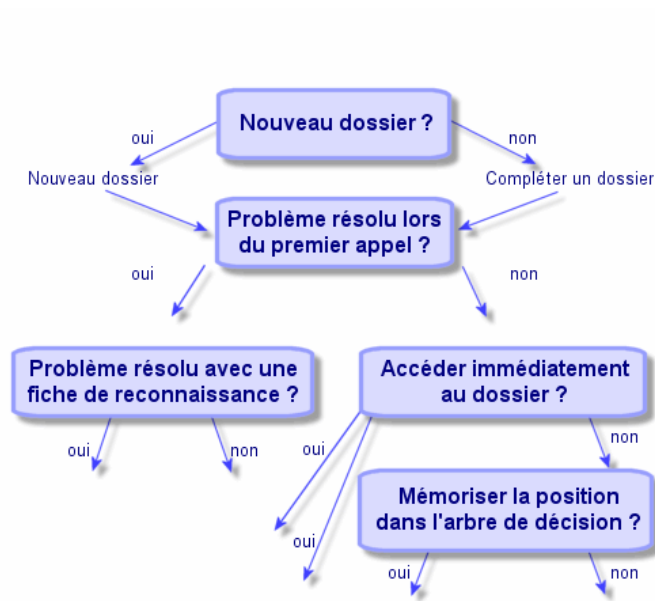 Nouveau dossier ?
oui
non
Nouveau dossier
Compléter un dossier
Problème résolu lors
du premier appel ?
oui
non
Problème résolu avec une
fiche de reconnaissance ?
Accéder immédiatement
au dossier ?
oui
non
oui
non
Mémoriser la position
dans l'arbre de décision ?
oui
oui
non